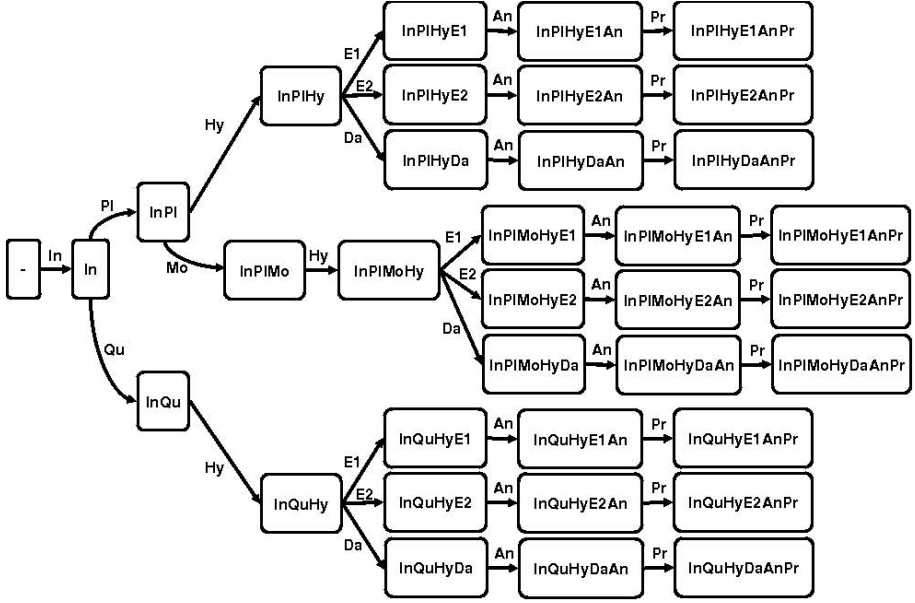 -
In
In
Pl
InPl
Hy
InPlHy
E1
InPlHyE1
An
InPlHyE1An
Pr
InPlHyE1AnPr
E2
InPlHyE2
An
InPlHyE2An
Pr
InPlHyE2AnPr
Da
InPlHyDa
An
InPlHyDaAn
Pr
InPlHyDaAnPr
Mo
InPlMo
Hy
InPlMoHy
E1
InPlMoHyE1
An
InPlMoHyE1An
Pr
InPlMoHyE1AnPr
E2
InPlMoHyE2
An
InPlMoHyE2An
Pr
InPlMoHyE2AnPr
Da
InPlMoHyDa
An
InPlMoHyDaAn
Pr
InPlMoHyDaAnPr
Qu
InQu
Hy
InQuHy
E1
InQuHyE1
An
InQuHyE1An
Pr
InQuHyE1AnPr
E2
InQuHyE2
An
InQuHyE2An
Pr
InQuHyE2AnPr
Da
InQuHyDa
An
InQuHyDaAn
Pr
InQuHyDaAnPr